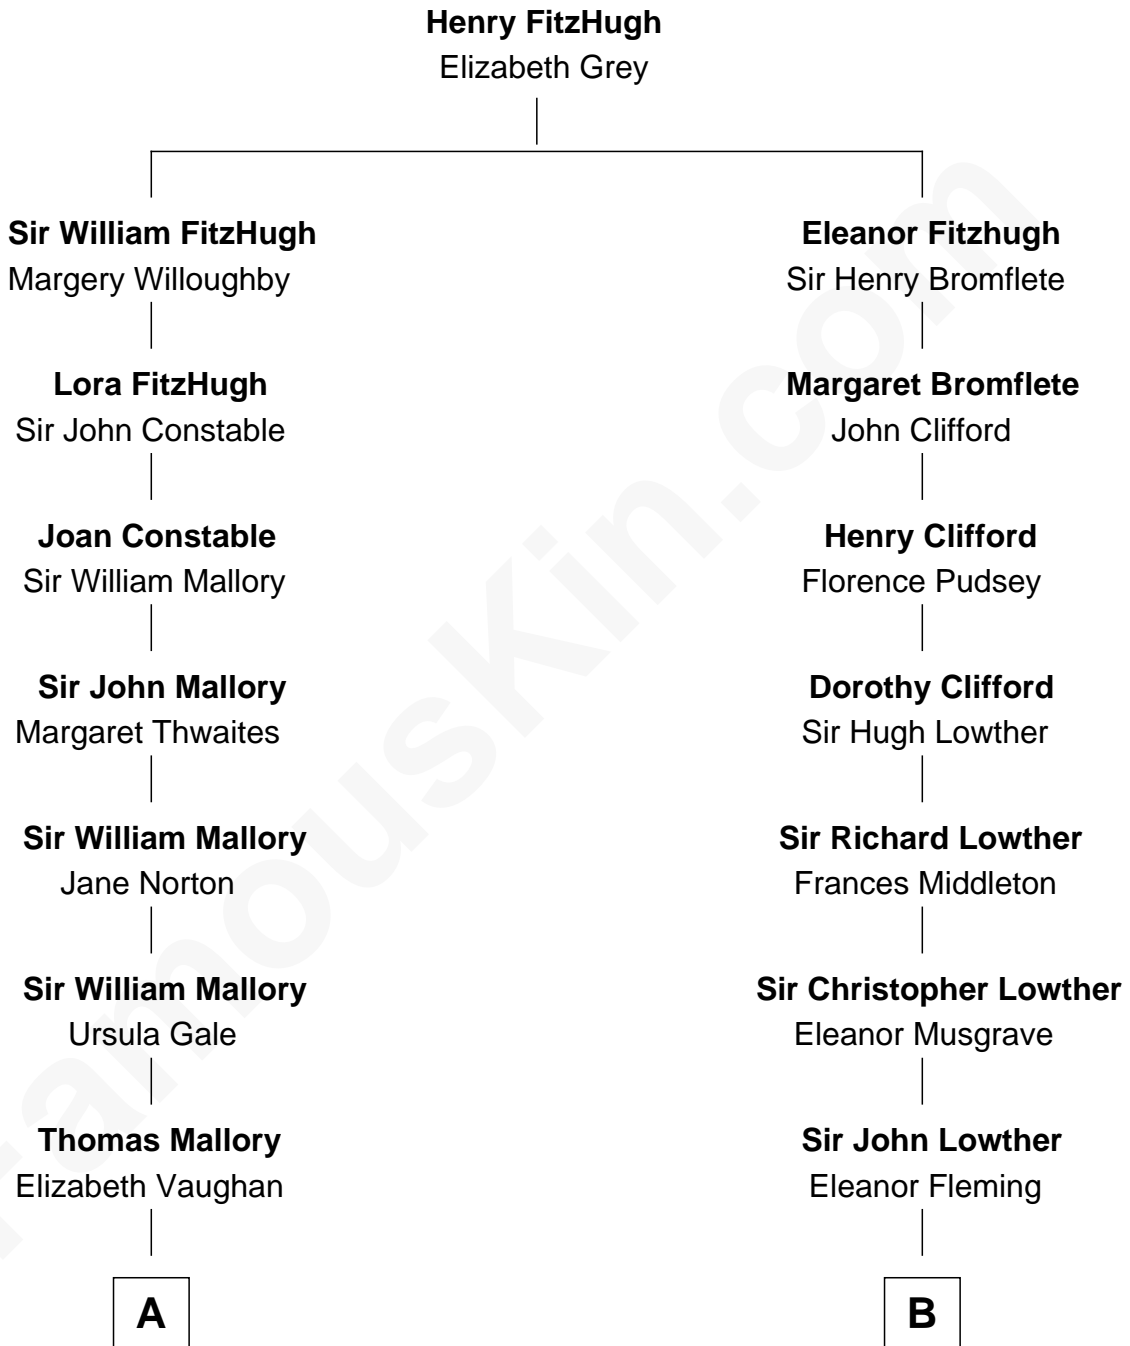 Henry FitzHugh
Elizabeth Grey
Sir William FitzHugh
Margery Willoughby
Lora FitzHugh
Sir John Constable
Joan Constable
Sir William Mallory
Sir John Mallory
Margaret Thwaites
Sir William Mallory
Jane Norton
Sir William Mallory
Ursula Gale
Thomas Mallory
Elizabeth Vaughan
A
Eleanor Fitzhugh
Sir Henry Bromflete
Margaret Bromflete
John Clifford
Henry Clifford
Florence Pudsey
Dorothy Clifford
Sir Hugh Lowther
Sir Richard Lowther
Frances Middleton
Sir Christopher Lowther
Eleanor Musgrave
Sir John Lowther
Eleanor Fleming
B
FamousKin.com